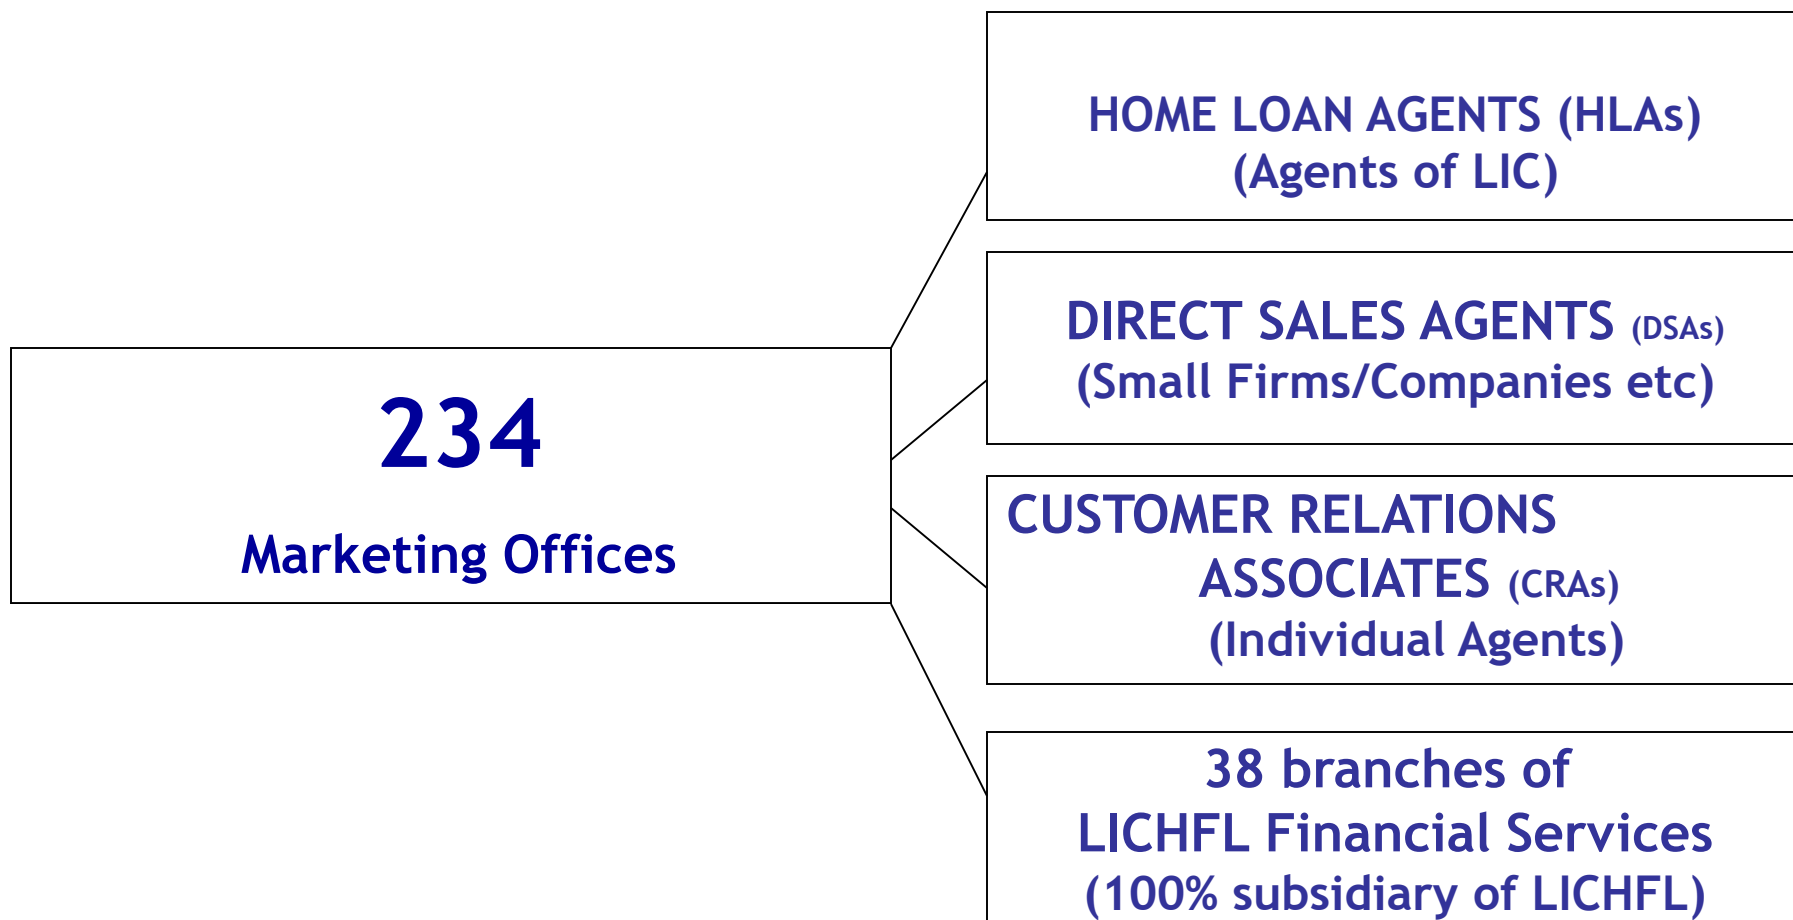 234
Marketing Offices
HOME LOAN AGENTS (HLAs)
(Agents of LIC)
DIRECT SALES AGENTS (DSAs)
(Small Firms/Companies etc)
CUSTOMER RELATIONS
ASSOCIATES (CRAs)
(Individual Agents)
38 branches of
LICHFL Financial Services
(100% subsidiary of LICHFL)